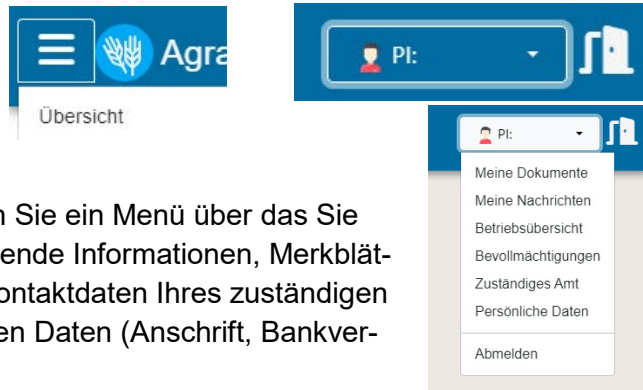 Agra
Übersicht
PI:
PI:
Meine Dokumente
Meine Nachrichten
Betriebsübersicht
Bevollmächtigungen
Zuständiges Amt
Persönliche Daten
Abmelden
Sie ein Menü über das Sie
ende Informationen, Merkblät-
ontaktdaten Ihres zuständigen
en Daten (Anschrift, Bankver-